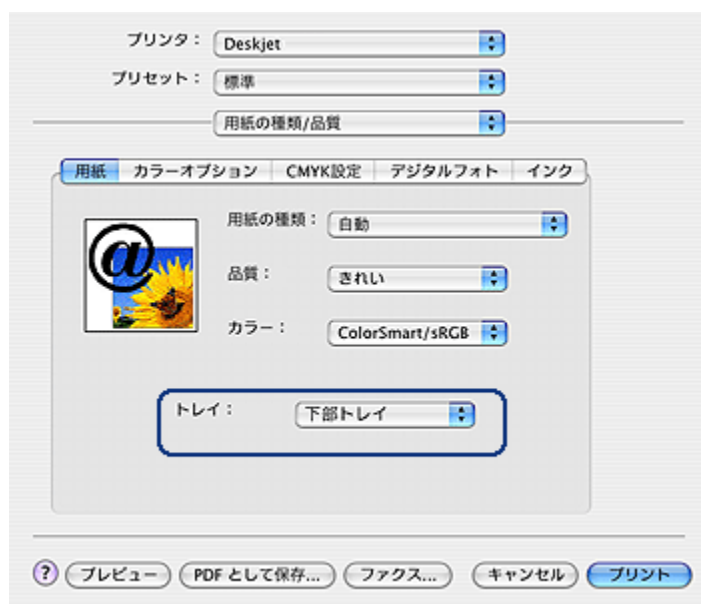 プリンタ： Deskjet
プリセット： 標準
用紙の種類/品質
用紙 カラーオプション CMYK設定 デジタルフォト インク
用紙の種類： 自動
@
品質： きれい
カラー： ColorSmart/sRGB
トレイ： 下部トレイ
? プレビュー PDF として保存... ファクス... キャンセル プリント